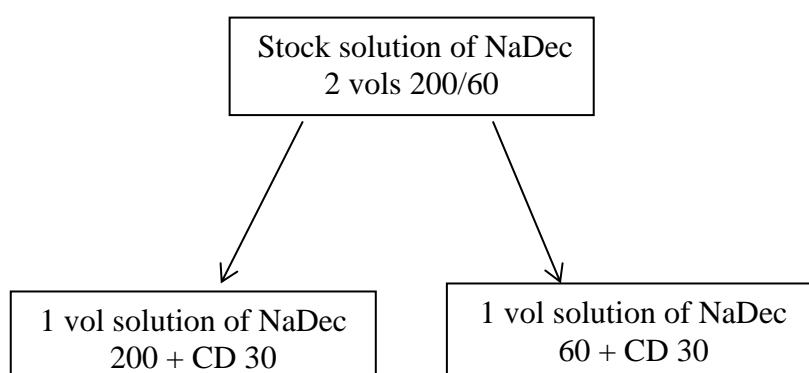 Stock solution of NaDec
2 vols 200/60
1 vol solution of NaDec
200 + CD 30
1 vol solution of NaDec
60 + CD 30